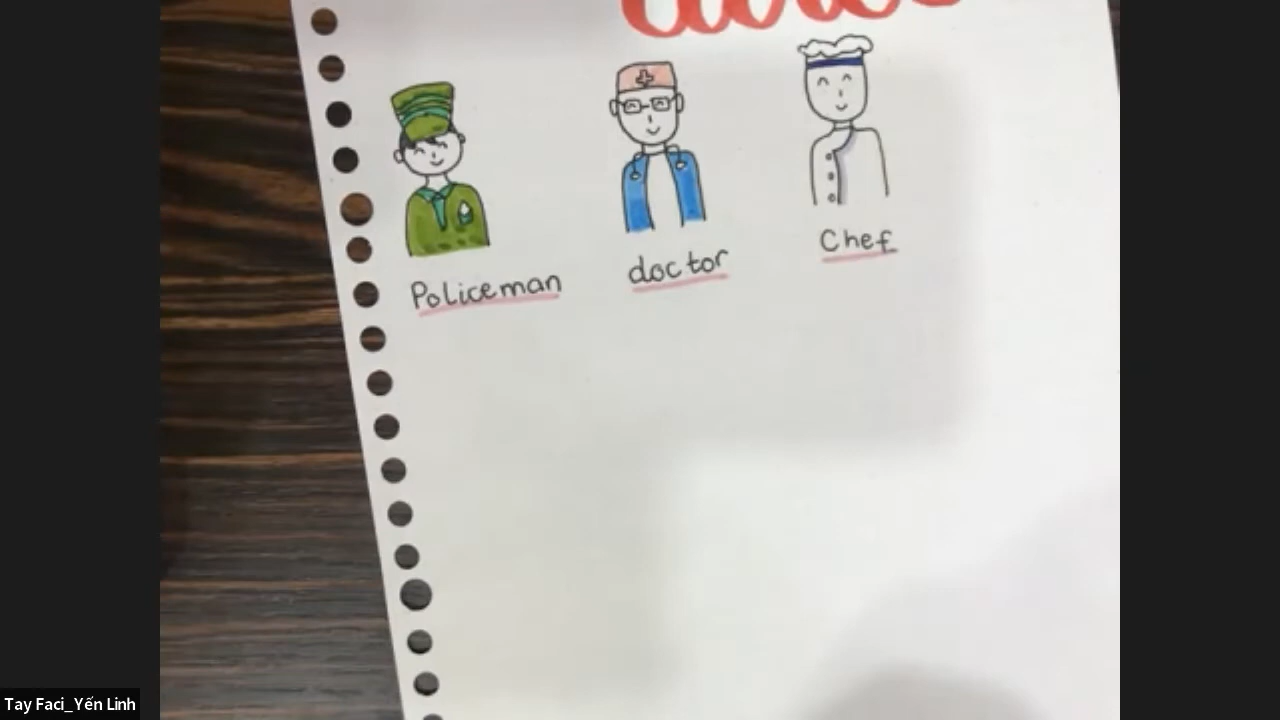 Policeman
doctor
Chef
Tay Faci_Yến Linh